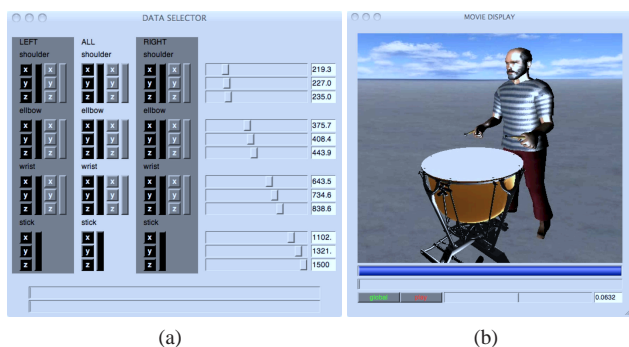 DATA SELECTOR
LEFT ALL RIGHT
shoulder shoulder shoulder
x x x x x x 219.3
y y y y y y 227.0
z z z z z z 235.0
ellbow ellbow ellbow
x x x x x x 375.7
y y y y y y 408.4
z z z z z z 443.9
wrist wrist wrist
x x x x x x 643.5
y y y y y y 734.6
z z z z z z 838.6
stick stick stick
x x x 1102.
y y y 1321.
z z z 1500
(a)
MOVIE DISPLAY
global
0.0632
(b)